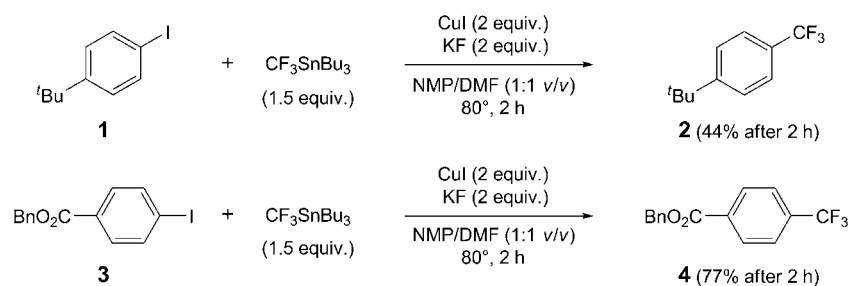 I
CuI (2 equiv.)
KF (2 equiv.)
CF₃
+
CF₃SnBu₃
(1.5 equiv.)
NMP/DMF (1:1 v/v)
80°, 2 h
ᵗBu
ᵗBu
1
2 (44% after 2 h)
CuI (2 equiv.)
KF (2 equiv.)
BnO₂C
I
+
CF₃SnBu₃
(1.5 equiv.)
NMP/DMF (1:1 v/v)
80°, 2 h
BnO₂C
CF₃
3
4 (77% after 2 h)